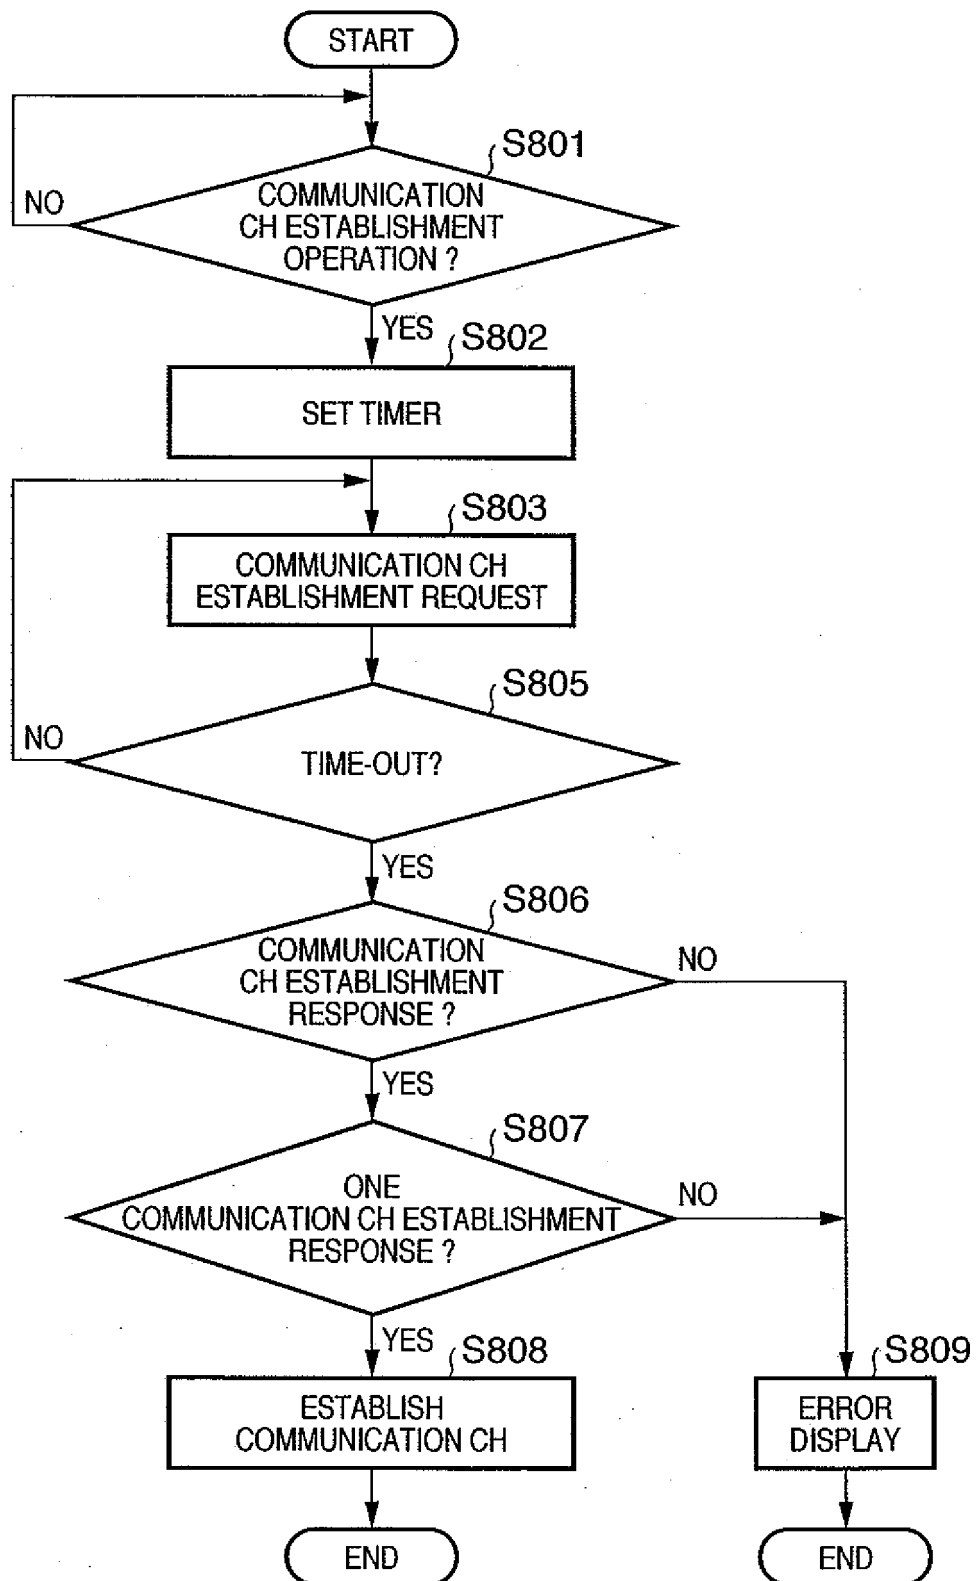 START
S801
COMMUNICATION
CH ESTABLISHMENT
OPERATION ?
NO
YES
S802
SET TIMER
S803
COMMUNICATION CH
ESTABLISHMENT REQUEST
S805
TIME-OUT?
NO
YES
S806
COMMUNICATION
CH ESTABLISHMENT
RESPONSE ?
NO
YES
S807
ONE
COMMUNICATION CH ESTABLISHMENT
RESPONSE ?
NO
YES
S808
ESTABLISH
COMMUNICATION CH
S809
ERROR
DISPLAY
END
END